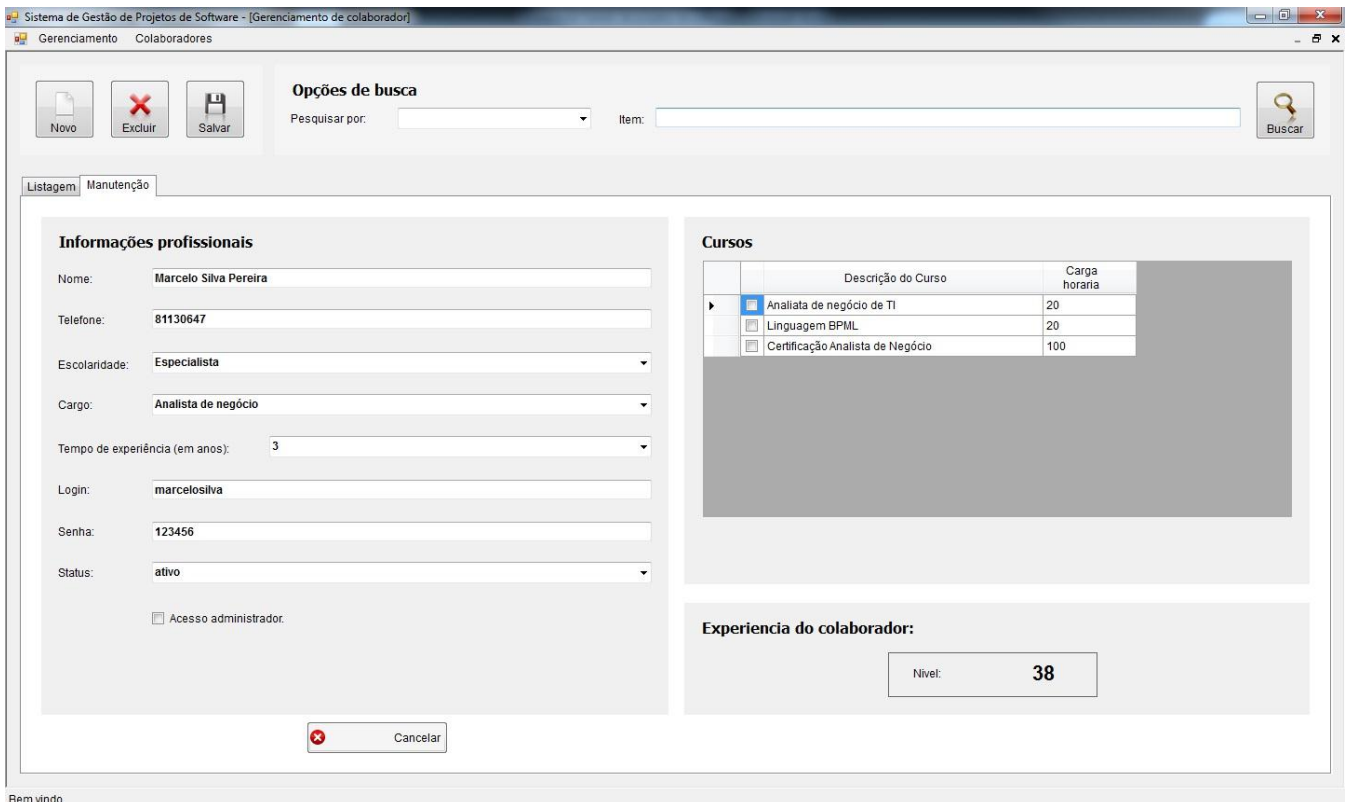 Sistema de Gestão de Projetos de Software - [Gerenciamento de colaborador]
Gerenciamento Colaboradores
Novo Excluir Salvar
Opções de busca
Pesquisar por: Item:
Buscar
Listagem Manutenção
Informações profissionais
Nome: Marcelo Silva Pereira
Telefone: 81130647
Escolaridade: Especialista
Cargo: Analista de negócio
Tempo de experiência (em anos): 3
Login: marcelosilva
Senha: 123456
Status: ativo
Acesso administrador.
Cancelar
Cursos
Descrição do Curso Carga
horaria
Analiata de negócio de TI 20
Linguagem BPML 20
Certificação Analista de Negócio 100
Experiencia do colaborador:
Nivel: 38
Bem vindo